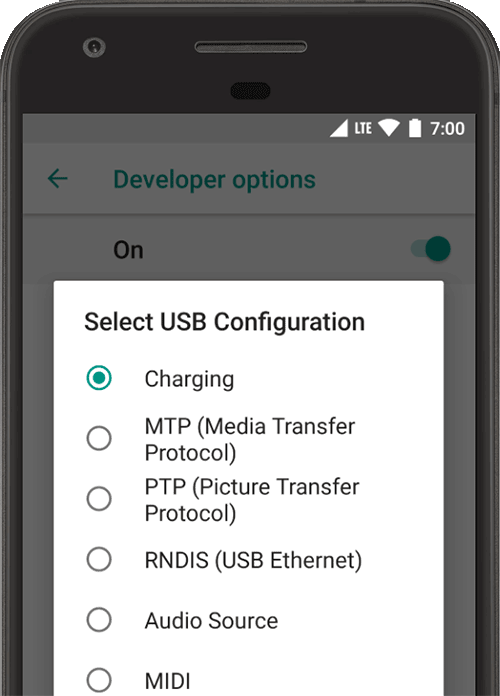 LTE 7:00
Developer options
On
Select USB Configuration
Charging
MTP (Media Transfer
Protocol)
PTP (Picture Transfer
Protocol)
RNDIS (USB Ethernet)
Audio Source
MIDI